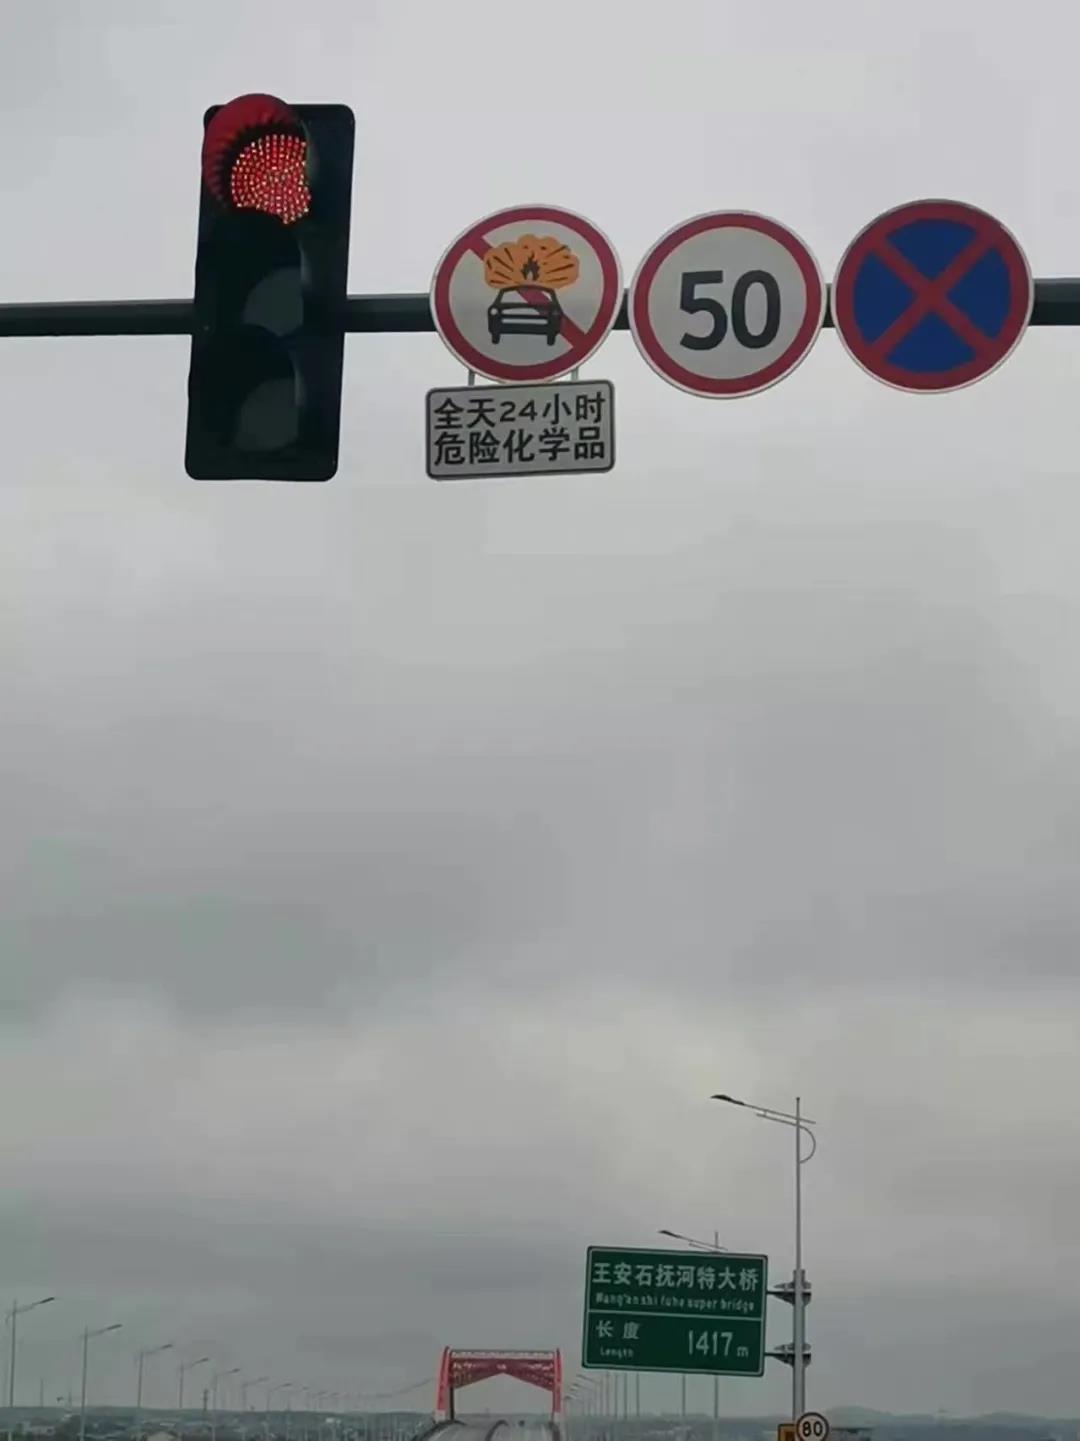 50
全天24小时
危险化学品
王安石抚河特大桥
Wang'anshi fuhe super bridge
长度 1417m
Length
80